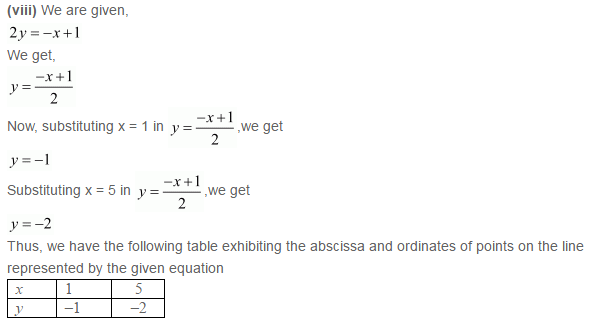 (viii) We are given,
2y = −x+1
We get,
y = (−x+1)/2
Now, substituting x = 1 in y = (−x+1)/2 ,we get
y = −1
Substituting x = 5 in y = (−x+1)/2 ,we get
y = −2
Thus, we have the following table exhibiting the abscissa and ordinates of points on the line
represented by the given equation
x 1 5
y −1 −2